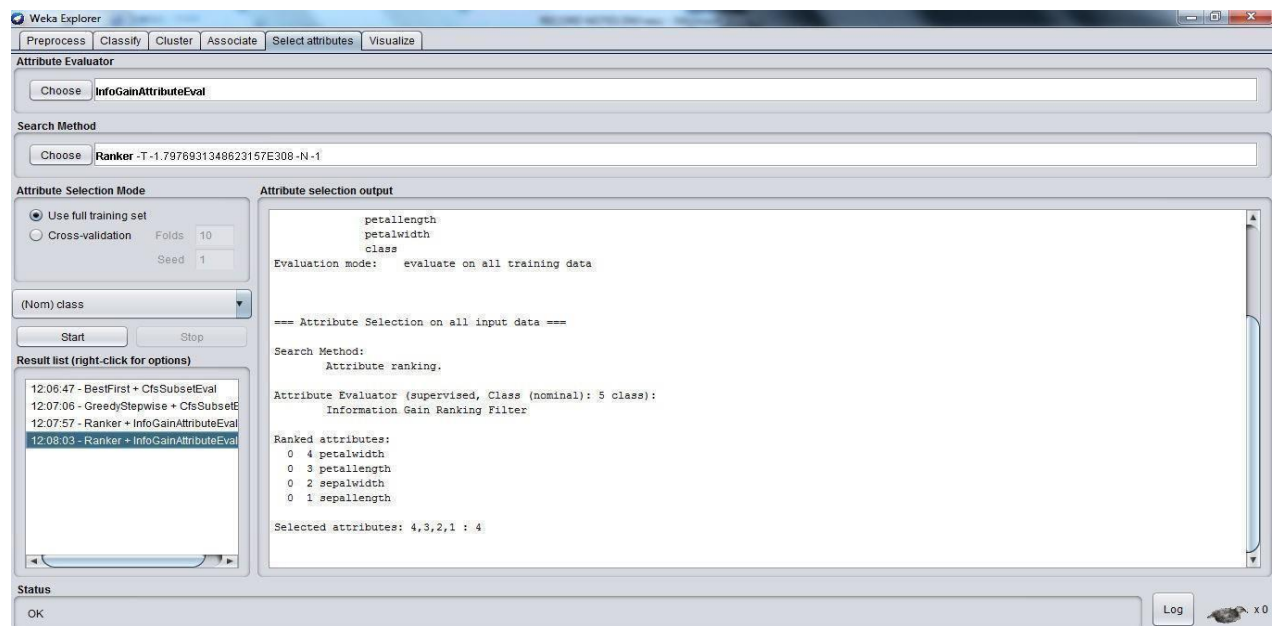 Weka Explorer
Preprocess Classify Cluster Associate Select attributes Visualize
Attribute Evaluator
Choose InfoGainAttributeEval
Search Method
Choose Ranker -T -1.7976931348623157E308 -N -1
Attribute Selection Mode
Use full training set
Cross-validation Folds 10
Seed 1
(Nom) class
Start Stop
Result list (right-click for options)
12:06:47 - BestFirst + CfsSubsetEval
12:07:06 - GreedyStepwise + CfsSubsetE
12:07:57 - Ranker + InfoGainAttributeEval
12:08:03 - Ranker + InfoGainAttributeEval
Attribute selection output
petallength
petalwidth
class
Evaluation mode: evaluate on all training data
=== Attribute Selection on all input data ===
Search Method:
Attribute ranking.
Attribute Evaluator (supervised, Class (nominal): 5 class):
Information Gain Ranking Filter
Ranked attributes:
0 4 petalwidth
0 3 petallength
0 2 sepalwidth
0 1 sepallength
Selected attributes: 4,3,2,1 : 4
Status
OK
Log x 0